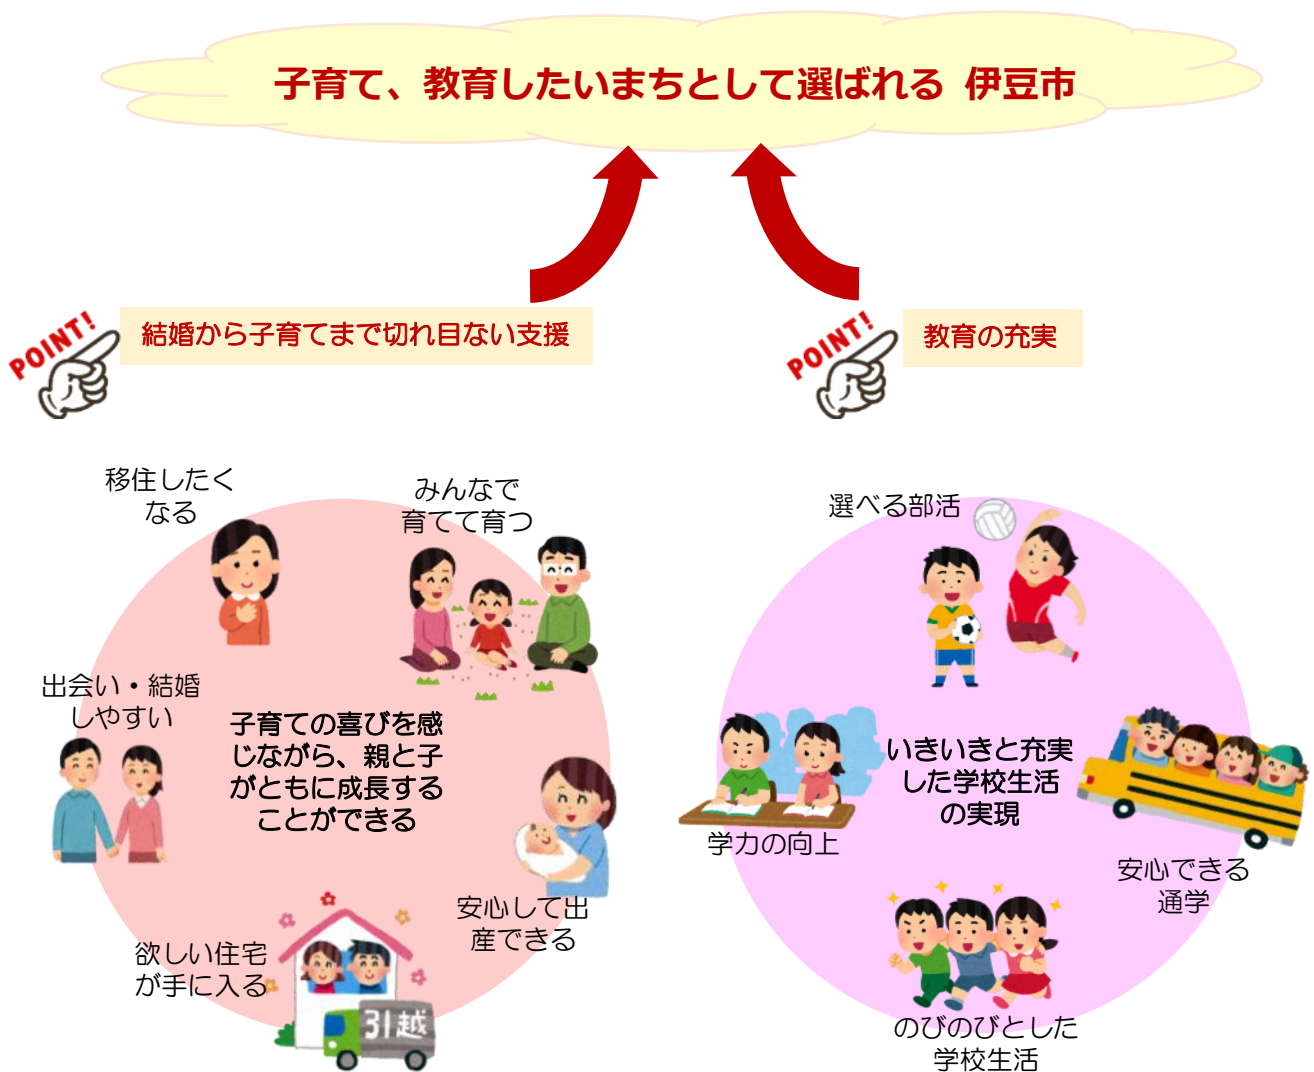 子育て、教育したいまちとして選ばれる 伊豆市
POINT!
結婚から子育てまで切れ目ない支援
POINT!
教育の充実
移住したく
なる
みんなで
育てて育つ
出会い・結婚
しやすい
子育ての喜びを感
じながら、親と子
がともに成長する
ことができる
安心して出
産できる
欲しい住宅
が手に入る
引越
選べる部活
いきいきと充実
した学校生活
の実現
学力の向上
安心できる
通学
のびのびとした
学校生活